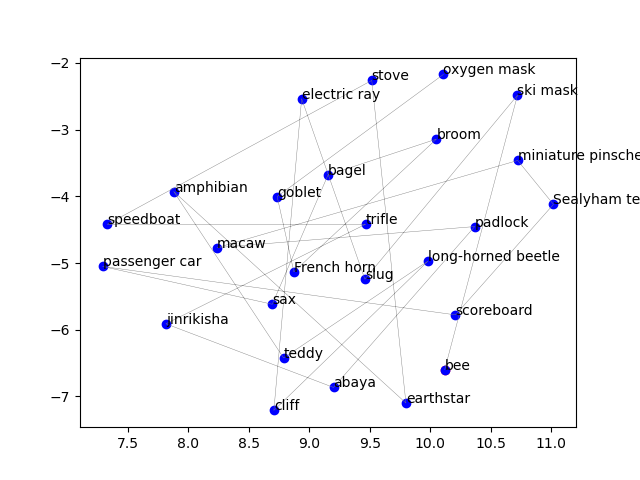 −2
−3
−4
−5
−6
−7
stove
oxygen mask
electric ray
ski mask
broom
miniature pinsche
bagel
amphibian
goblet
Sealyham te
speedboat
trifle
padlock
macaw
passenger car
French horn
slug
long-horned beetle
sax
jinrikisha
scoreboard
teddy
bee
abaya
cliff
earthstar
7.5 8.0 8.5 9.0 9.5 10.0 10.5 11.0